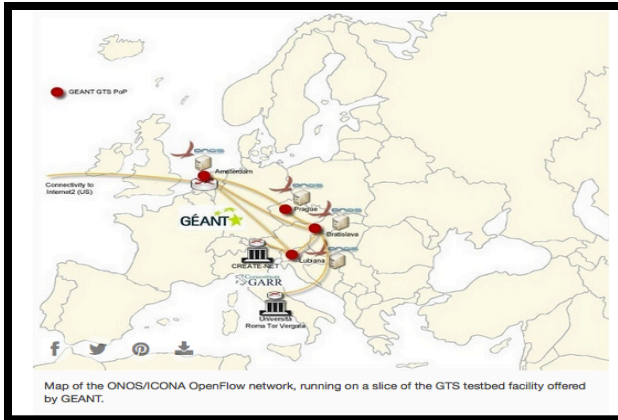 GEANT GTS PoP
onos
Amsterdam
Connectivity to
Internet2 (US)
onos
Prague
onos
GÉANT
Bratislava
onos
CREATE-NET
Lubiana
Consortium
GARR
Università
Roma Tor Vergata
Map of the ONOS/ICONA OpenFlow network, running on a slice of the GTS testbed facility offered
by GEANT.